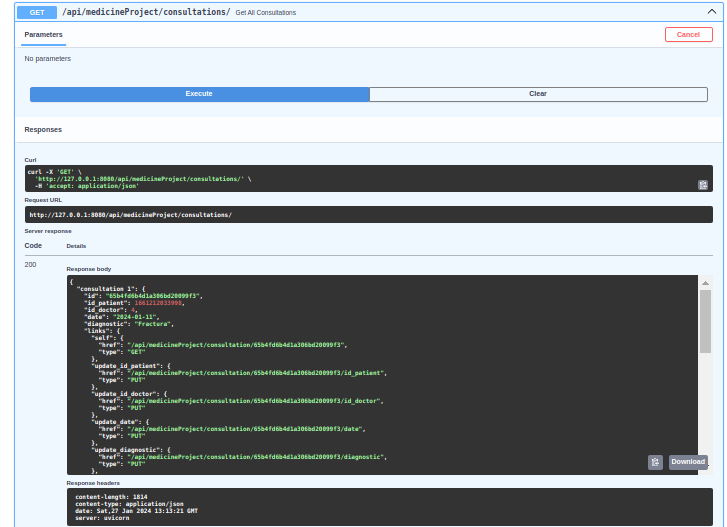 GET /api/medicineProject/consultations/ Get All Consultations
Parameters
Cancel
No parameters
Execute
Clear
Responses
Curl
curl -X 'GET' \
'http://127.0.0.1:8080/api/medicineProject/consultations/' \
-H 'accept: application/json'
Request URL
http://127.0.0.1:8080/api/medicineProject/consultations/
Server response
Code Details
200
Response body
{
"consultation 1": {
"id": "65b4fd6b4d1a306bd20099f3",
"id_patient": 1661212033998,
"id_doctor": 4,
"date": "2024-01-11",
"diagnostic": "Fractura",
"links": {
"self": {
"href": "/api/medicineProject/consultation/65b4fd6b4d1a306bd20099f3",
"type": "GET"
},
"update_id_patient": {
"href": "/api/medicineProject/consultation/65b4fd6b4d1a306bd20099f3/id_patient",
"type": "PUT"
},
"update_id_doctor": {
"href": "/api/medicineProject/consultation/65b4fd6b4d1a306bd20099f3/id_doctor",
"type": "PUT"
},
"update_date": {
"href": "/api/medicineProject/consultation/65b4fd6b4d1a306bd20099f3/date",
"type": "PUT"
},
"update_diagnostic": {
"href": "/api/medicineProject/consultation/65b4fd6b4d1a306bd20099f3/diagnostic",
"type": "PUT"
},
Download
Response headers
content-length: 1814
content-type: application/json
date: Sat,27 Jan 2024 13:13:21 GMT
server: uvicorn